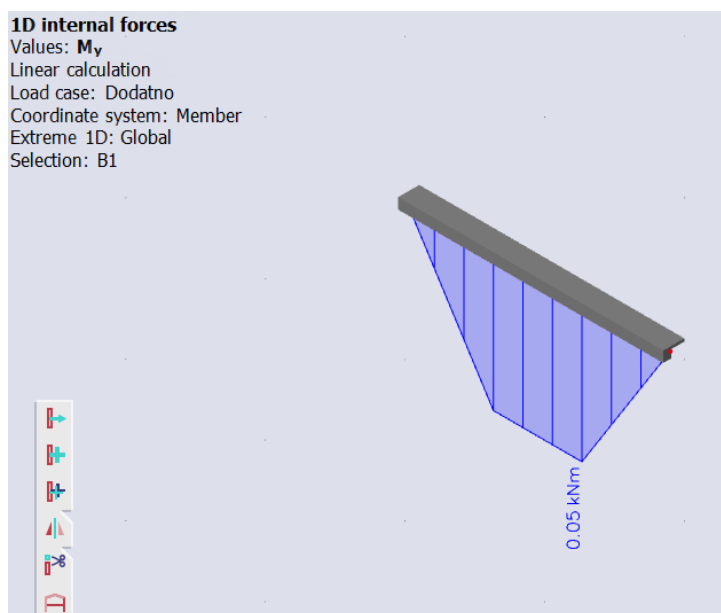 1D internal forces
Values: My
Linear calculation
Load case: Dodatno
Coordinate system: Member
Extreme 1D: Global
Selection: B1
0.05 kNm